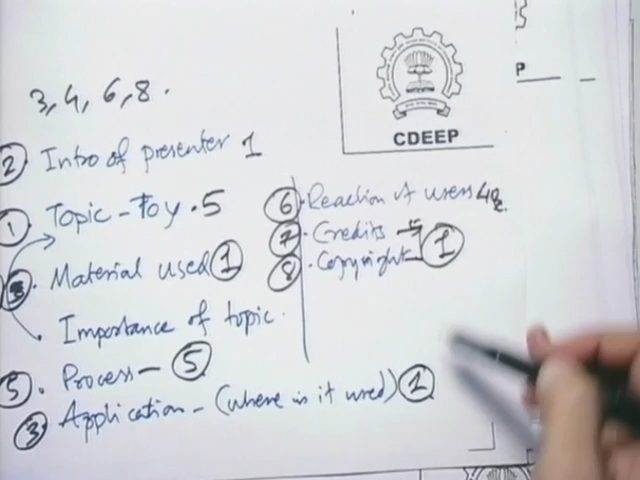 3, 4, 6, 8.
CDEEP
P
② Intro of presenter 1
① Topic - Toy .5
Material used ①
Importance of topic.
⑤ . Process - ⑤
③ Application - (where is it used) ①
⑥ . Reaction of users
⑦ . Credits
⑧ . Copyright ①